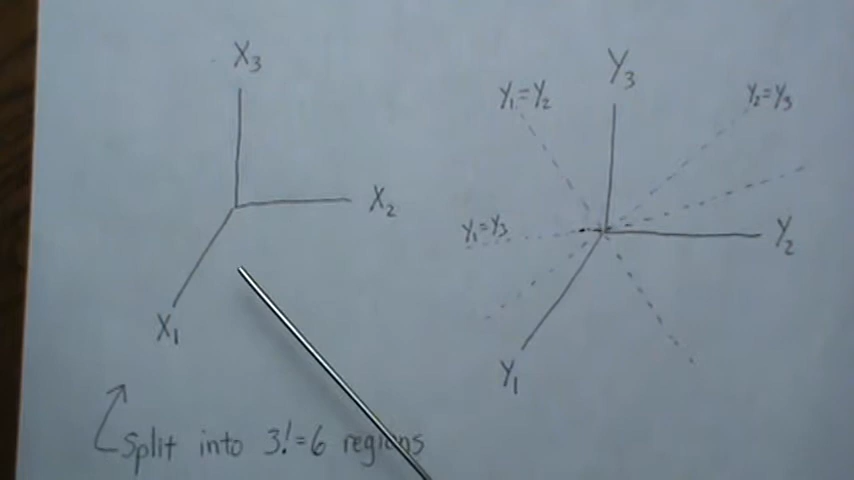 X3
X2
X1
Split into 3!=6 regions
Y3
Y1=Y2
Y2=Y3
Y1=Y3
Y2
Y1